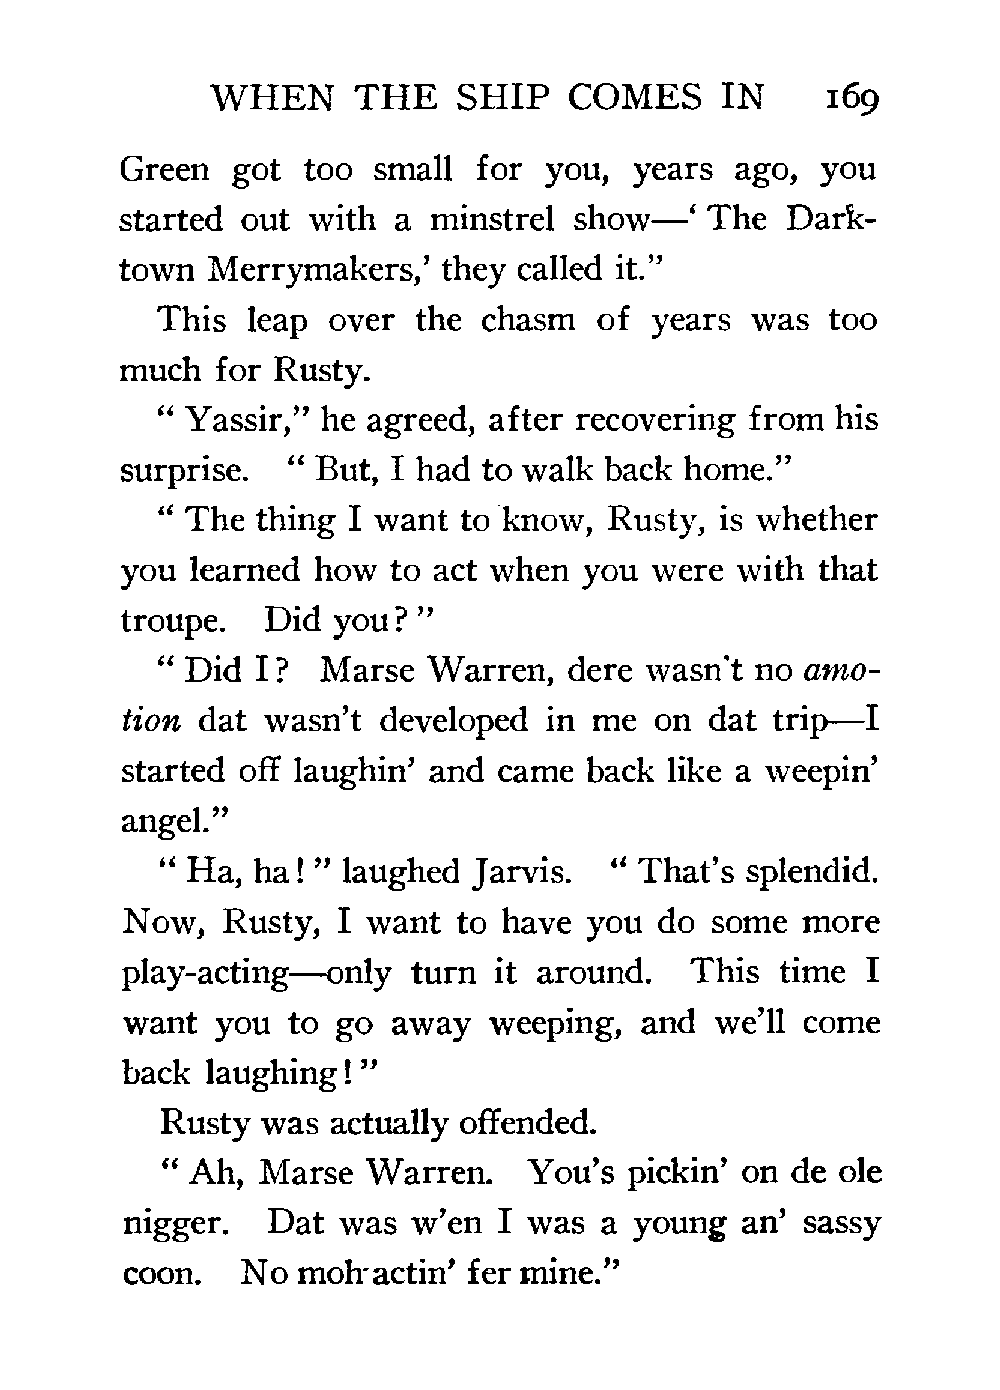 WHEN THE SHIP COMES IN 169
Green got too small for you, years ago, you
started out with a minstrel show—‘ The Dark-
town Merrymakers,’ they called it.”
This leap over the chasm of years was too
much for Rusty.
“ Yassir,” he agreed, after recovering from his
surprise. “ But, I had to walk back home.”
“ The thing I want to know, Rusty, is whether
you learned how to act when you were with that
troupe. Did you? ”
“ Did I? Marse Warren, dere wasn't no amo-
tion dat wasn’t developed in me on dat trip—I
started off laughin’ and came back like a weepin’
angel.”
“ Ha, ha! ” laughed Jarvis. “ That’s splendid.
Now, Rusty, I want to have you do some more
play-acting—only turn it around. This time I
want you to go away weeping, and we’ll come
back laughing! ”
Rusty was actually offended.
“ Ah, Marse Warren. You’s pickin’ on de ole
nigger. Dat was w’en I was a young an’ sassy
coon. No moh actin’ fer mine.”